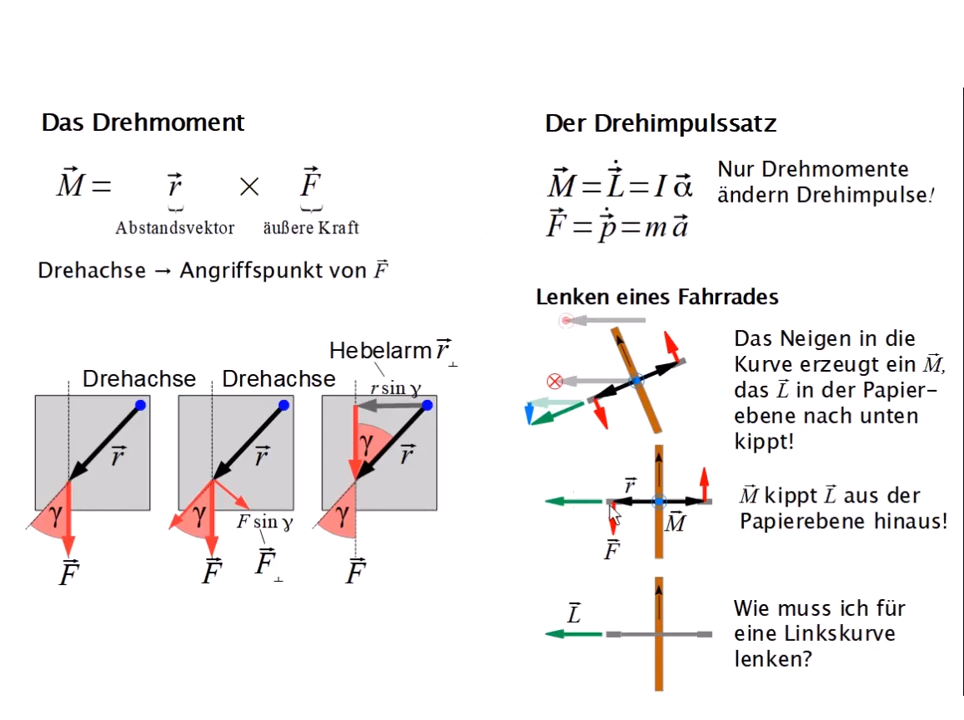 Das Drehmoment
M⃗ = r⃗ × F⃗
Abstandsvektor äußere Kraft
Drehachse → Angriffspunkt von F⃗
Hebelarm r⃗⊥
Drehachse Drehachse r sin γ
r⃗ r⃗ γ r⃗
γ γ F sin γ γ
F⃗ F⃗ F⃗⊥ F⃗
Der Drehimpulssatz
M⃗ = L⃗̇ = I α⃗
F⃗ = p⃗̇ = m a⃗
Nur Drehmomente
ändern Drehimpulse!
Lenken eines Fahrrades
Das Neigen in die
Kurve erzeugt ein M⃗,
das L⃗ in der Papier-
ebene nach unten
kippt!
r⃗
M⃗
F⃗
M⃗ kippt L⃗ aus der
Papierebene hinaus!
L⃗
Wie muss ich für
eine Linkskurve
lenken?